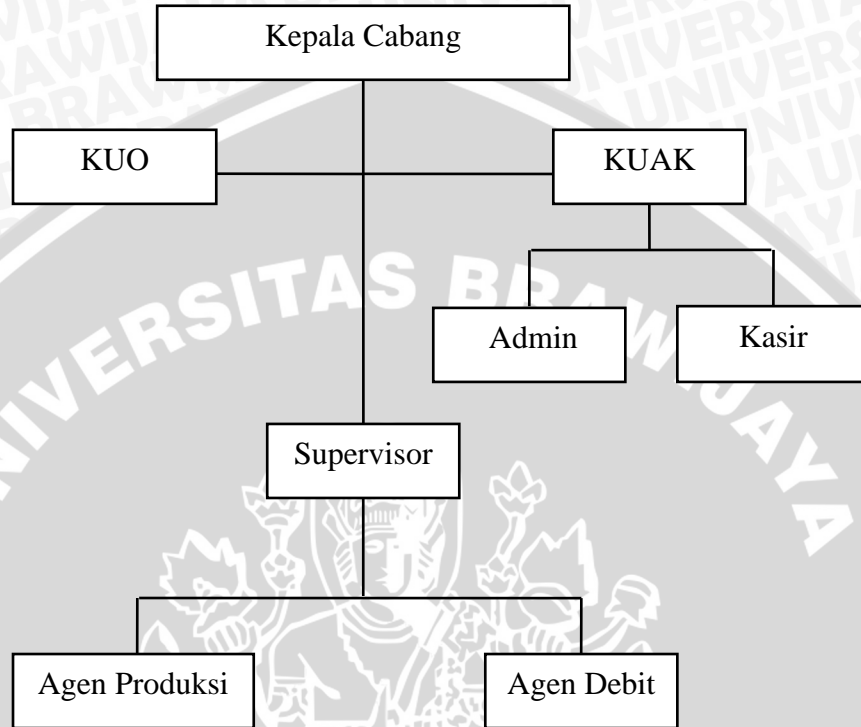 Kepala Cabang
KUO
KUAK
UNIVERSITAS BRAWIJAYA
Admin
Kasir
Supervisor
Agen Produksi
Agen Debit